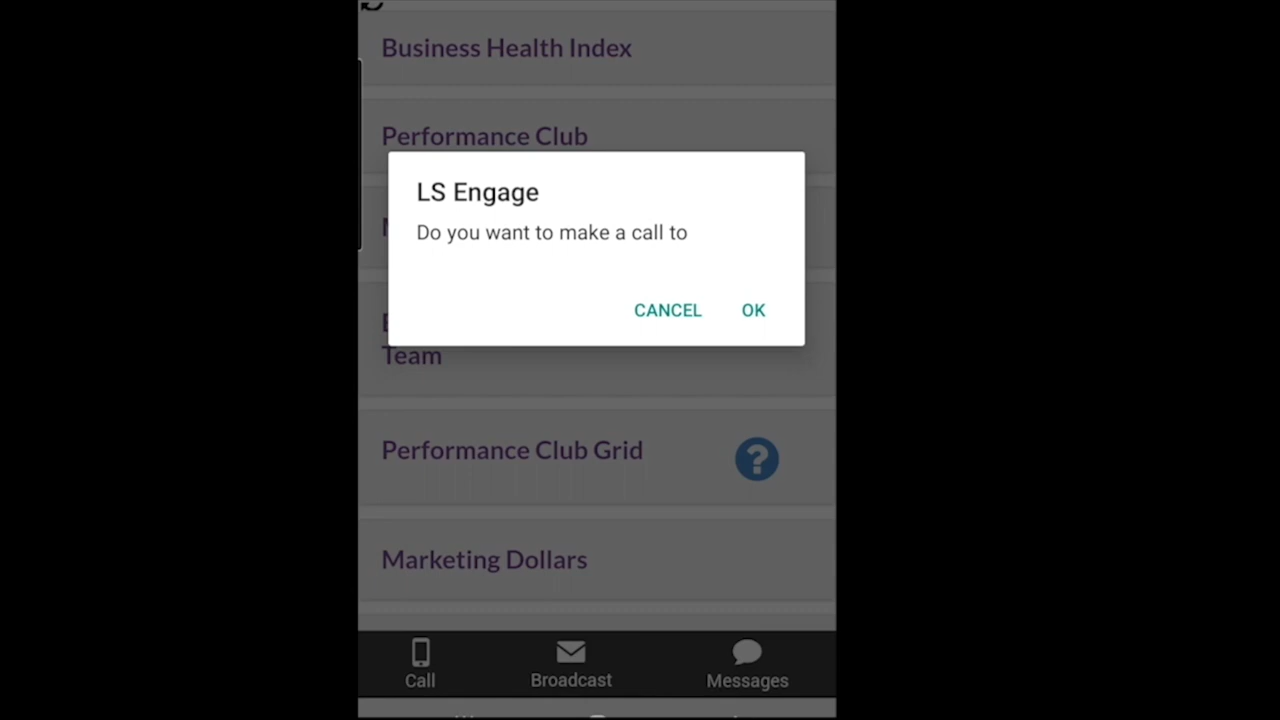 Business Health Index
Performance Club
LS Engage
Do you want to make a call to
CANCEL OK
Team
Performance Club Grid
?
Marketing Dollars
Call Broadcast Messages